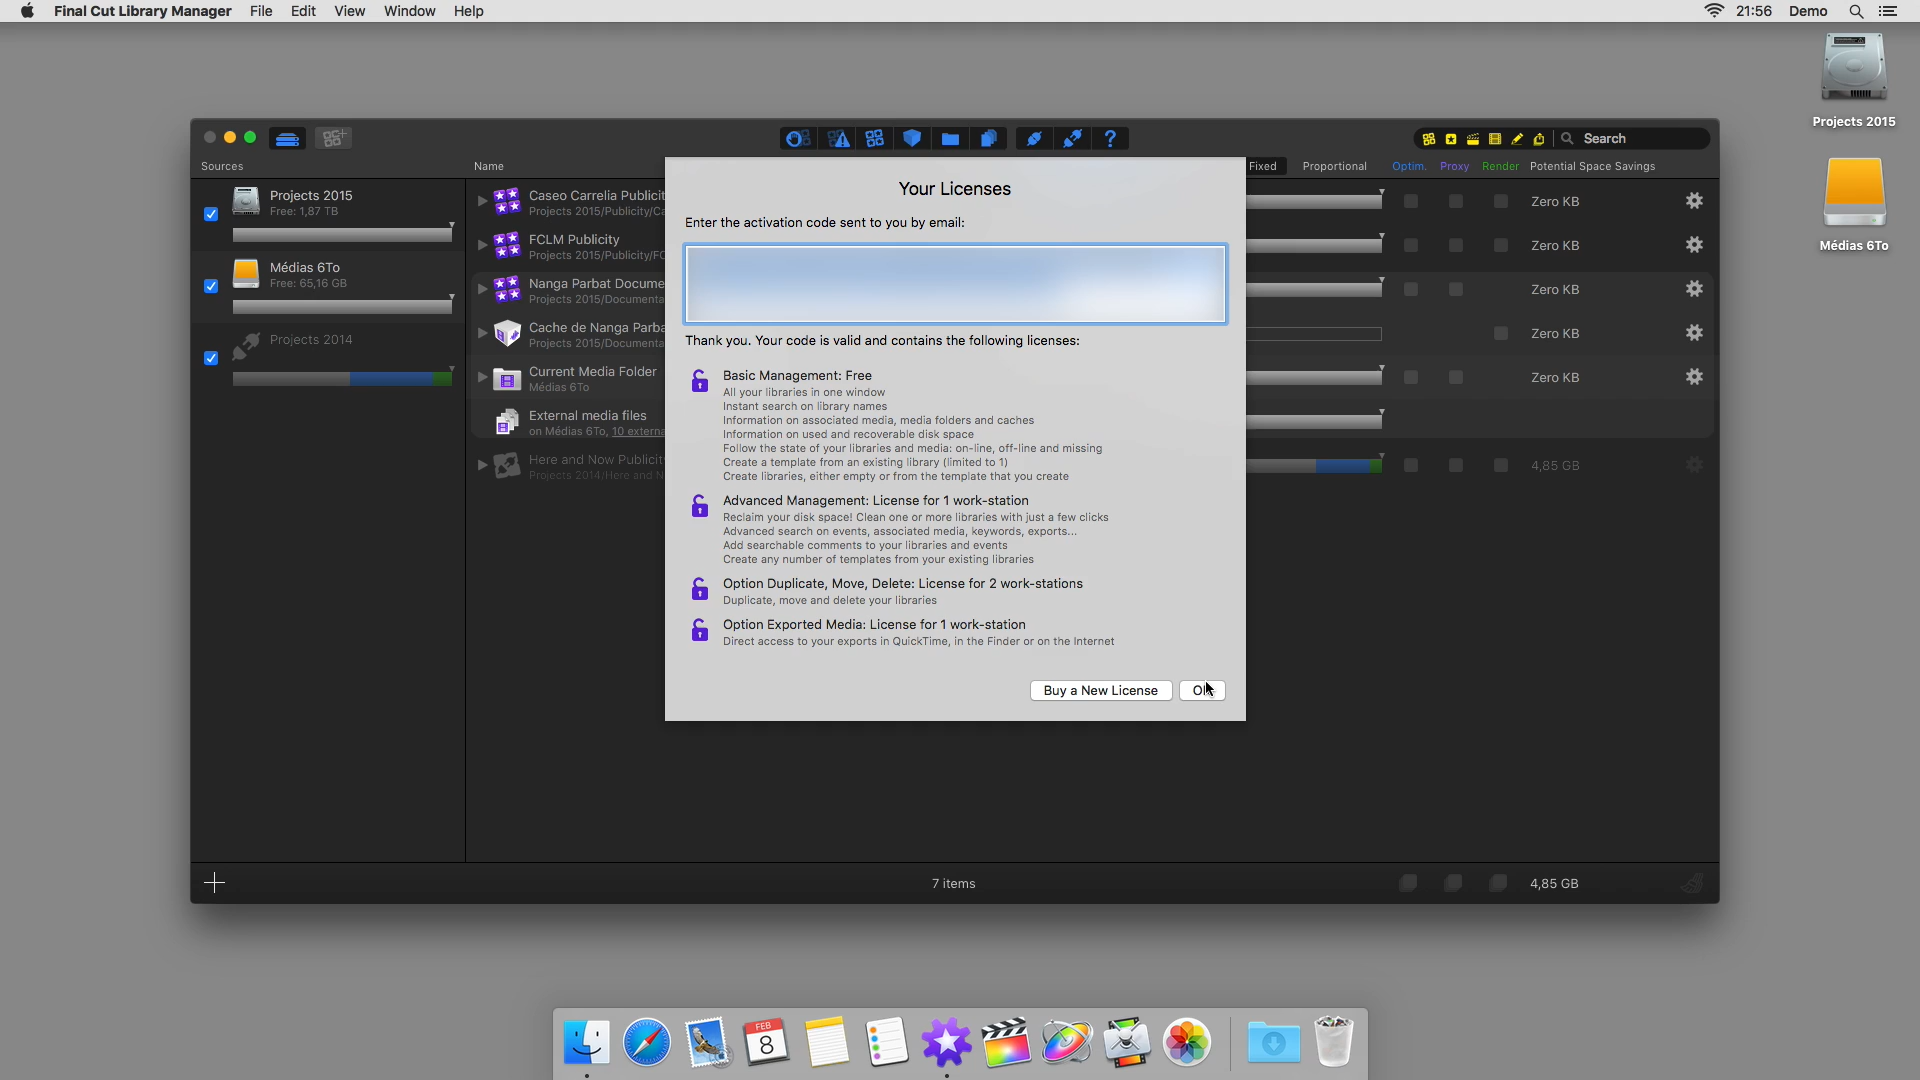 Final Cut Library Manager File Edit View Window Help
21:56 Demo
Projects 2015
Médias 6To
Search
Sources
Name
Fixed Proportional Optim. Proxy Render Potential Space Savings
Projects 2015
Free: 1,87 TB
Médias 6To
Free: 65,16 GB
Projects 2014
Caseo Carrelia Publicit
Projects 2015/Publicity/Ca
Zero KB
FCLM Publicity
Projects 2015/Publicity/FC
Zero KB
Nanga Parbat Docume
Projects 2015/Documenta
Zero KB
Cache de Nanga Parba
Projects 2015/Documenta
Zero KB
Current Media Folder
Médias 6To
Zero KB
External media files
on Médias 6To, 10 externa
Here and Now Publicit
Projects 2014/Here and N
4,85 GB
Your Licenses
Enter the activation code sent to you by email:
Thank you. Your code is valid and contains the following licenses:
Basic Management: Free
All your libraries in one window
Instant search on library names
Information on associated media, media folders and caches
Information on used and recoverable disk space
Follow the state of your libraries and media: on-line, off-line and missing
Create a template from an existing library (limited to 1)
Create libraries, either empty or from the template that you create
Advanced Management: License for 1 work-station
Reclaim your disk space! Clean one or more libraries with just a few clicks
Advanced search on events, associated media, keywords, exports...
Add searchable comments to your libraries and events
Create any number of templates from your existing libraries
Option Duplicate, Move, Delete: License for 2 work-stations
Duplicate, move and delete your libraries
Option Exported Media: License for 1 work-station
Direct access to your exports in QuickTime, in the Finder or on the Internet
Buy a New License
7 items
4,85 GB
FEB
8